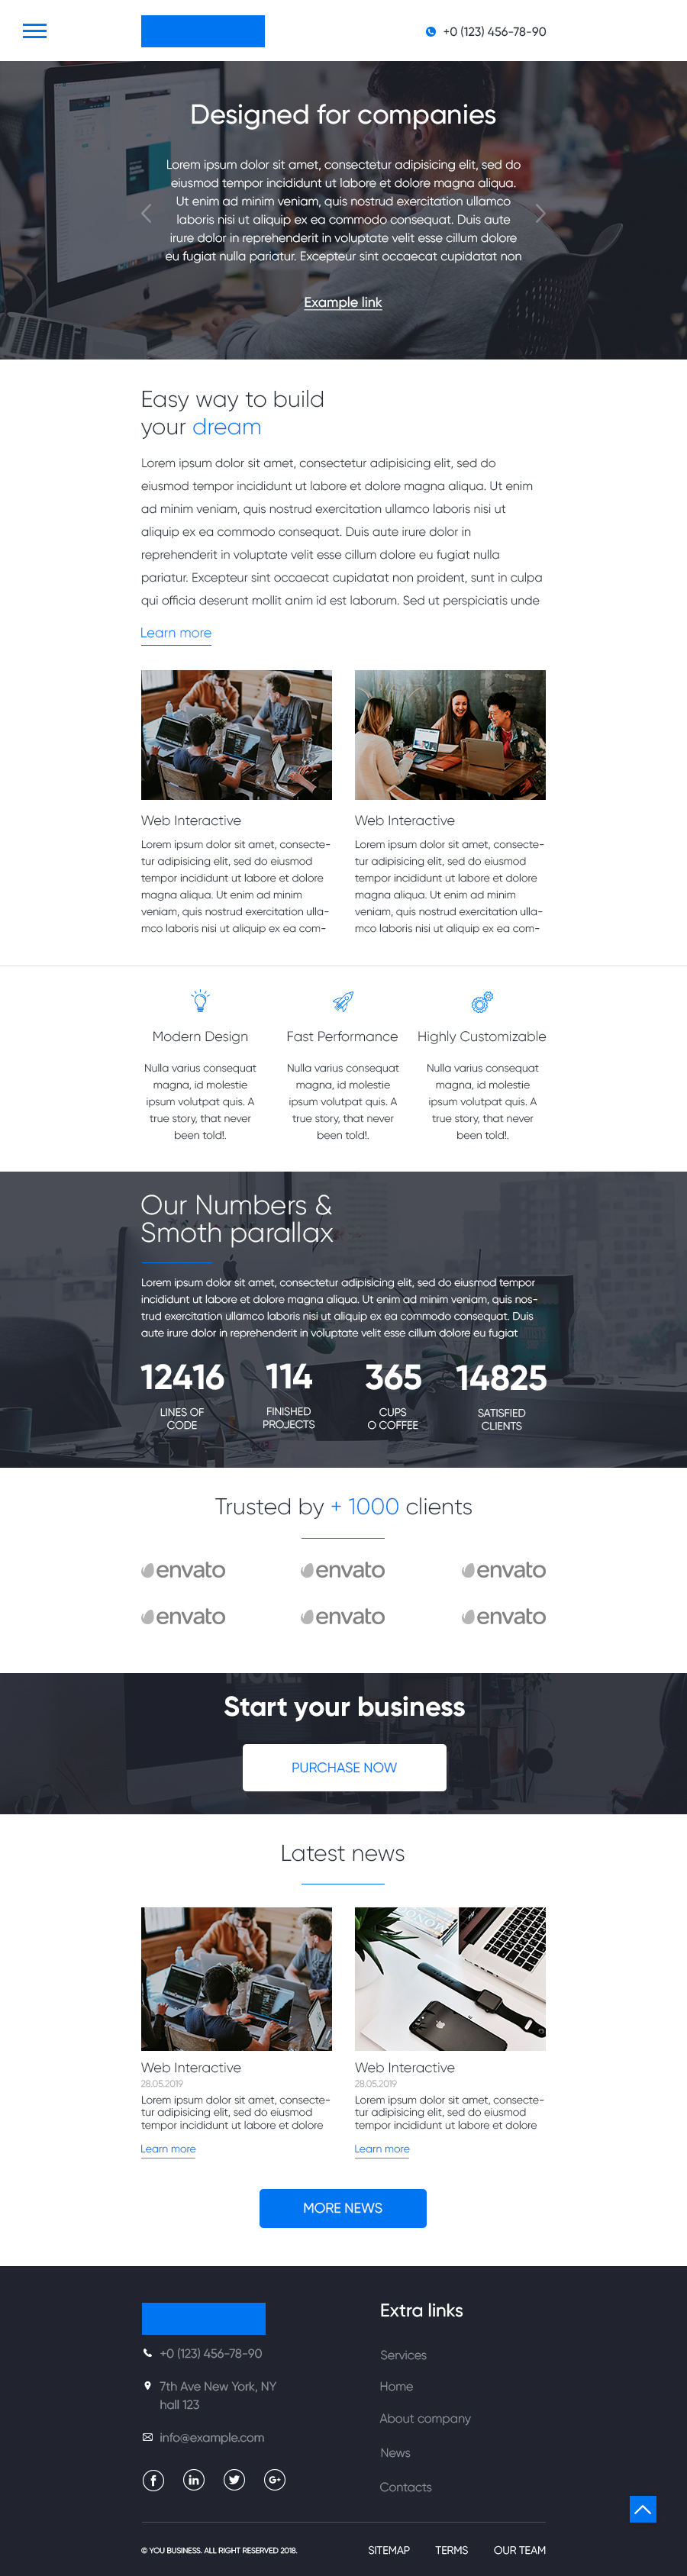 +0 (123) 456-78-90
Designed for companies
Lorem ipsum dolor sit amet, consectetur adipisicing elit, sed do
eiusmod tempor incididunt ut labore et dolore magna aliqua.
Ut enim ad minim veniam, quis nostrud exercitation ullamco
laboris nisi ut aliquip ex ea commodo consequat. Duis aute
irure dolor in reprehenderit in voluptate velit esse cillum dolore
eu fugiat nulla pariatur. Excepteur sint occaecat cupidatat non
Example link
Easy way to build
your dream
Lorem ipsum dolor sit amet, consectetur adipisicing elit, sed do
eiusmod tempor incididunt ut labore et dolore magna aliqua. Ut enim
ad minim veniam, quis nostrud exercitation ullamco laboris nisi ut
aliquip ex ea commodo consequat. Duis aute irure dolor in
reprehenderit in voluptate velit esse cillum dolore eu fugiat nulla
pariatur. Excepteur sint occaecat cupidatat non proident, sunt in culpa
qui officia deserunt mollit anim id est laborum. Sed ut perspiciatis unde
Learn more
Web Interactive
Lorem ipsum dolor sit amet, consecte-
tur adipisicing elit, sed do eiusmod
tempor incididunt ut labore et dolore
magna aliqua. Ut enim ad minim
veniam, quis nostrud exercitation ulla-
mco laboris nisi ut aliquip ex ea com-
Web Interactive
Lorem ipsum dolor sit amet, consecte-
tur adipisicing elit, sed do eiusmod
tempor incididunt ut labore et dolore
magna aliqua. Ut enim ad minim
veniam, quis nostrud exercitation ulla-
mco laboris nisi ut aliquip ex ea com-
Modern Design
Nulla varius consequat
magna, id molestie
ipsum volutpat quis. A
true story, that never
been told!.
Fast Performance
Nulla varius consequat
magna, id molestie
ipsum volutpat quis. A
true story, that never
been told!.
Highly Customizable
Nulla varius consequat
magna, id molestie
ipsum volutpat quis. A
true story, that never
been told!.
Our Numbers &
Smoth parallax
Lorem ipsum dolor sit amet, consectetur adipisicing elit, sed do eiusmod tempor
incididunt ut labore et dolore magna aliqua. Ut enim ad minim veniam, quis nos-
trud exercitation ullamco laboris nisi ut aliquip ex ea commodo consequat. Duis
aute irure dolor in reprehenderit in voluptate velit esse cillum dolore eu fugiat
12416
LINES OF
CODE
114
FINISHED
PROJECTS
365
CUPS
O COFFEE
14825
SATISFIED
CLIENTS
Trusted by + 1000 clients
envato
envato
envato
envato
envato
envato
MORE.
Start your business
PURCHASE NOW
Latest news
Web Interactive
28.05.2019
Lorem ipsum dolor sit amet, consecte-
tur adipisicing elit, sed do eiusmod
tempor incididunt ut labore et dolore
Learn more
Web Interactive
28.05.2019
Lorem ipsum dolor sit amet, consecte-
tur adipisicing elit, sed do eiusmod
tempor incididunt ut labore et dolore
Learn more
MORE NEWS
+0 (123) 456-78-90
7th Ave New York, NY
hall 123
info@example.com
Extra links
Services
Home
About company
News
Contacts
© YOU BUSINESS. ALL RIGHT RESERVED 2018.
SITEMAP
TERMS
OUR TEAM